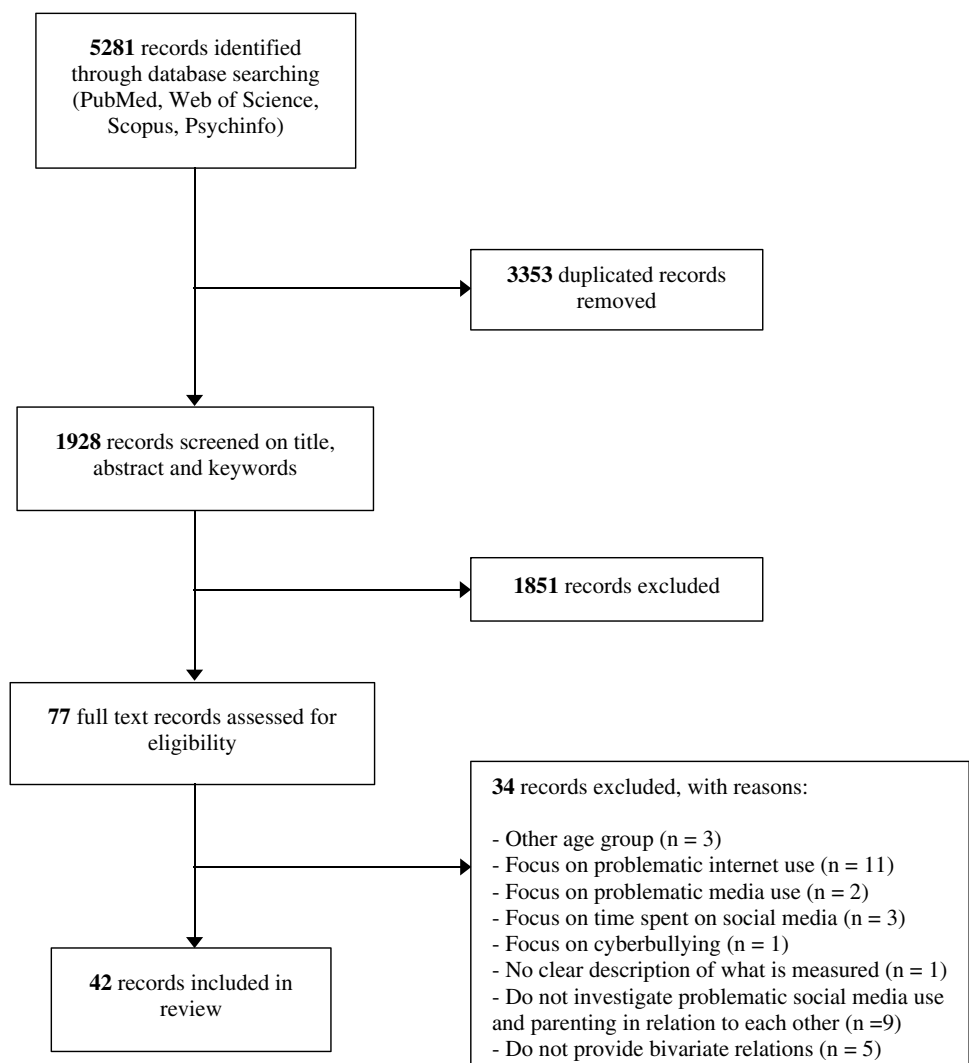 5281 records identified
through database searching
(PubMed, Web of Science,
Scopus, Psychinfo)
3353 duplicated records
removed
1928 records screened on title,
abstract and keywords
1851 records excluded
77 full text records assessed for
eligibility
34 records excluded, with reasons:
- Other age group (n = 3)
- Focus on problematic internet use (n = 11)
- Focus on problematic media use (n = 2)
- Focus on time spent on social media (n = 3)
- Focus on cyberbullying (n = 1)
- No clear description of what is measured (n = 1)
- Do not investigate problematic social media use
and parenting in relation to each other (n =9)
- Do not provide bivariate relations (n = 5)
42 records included in
review